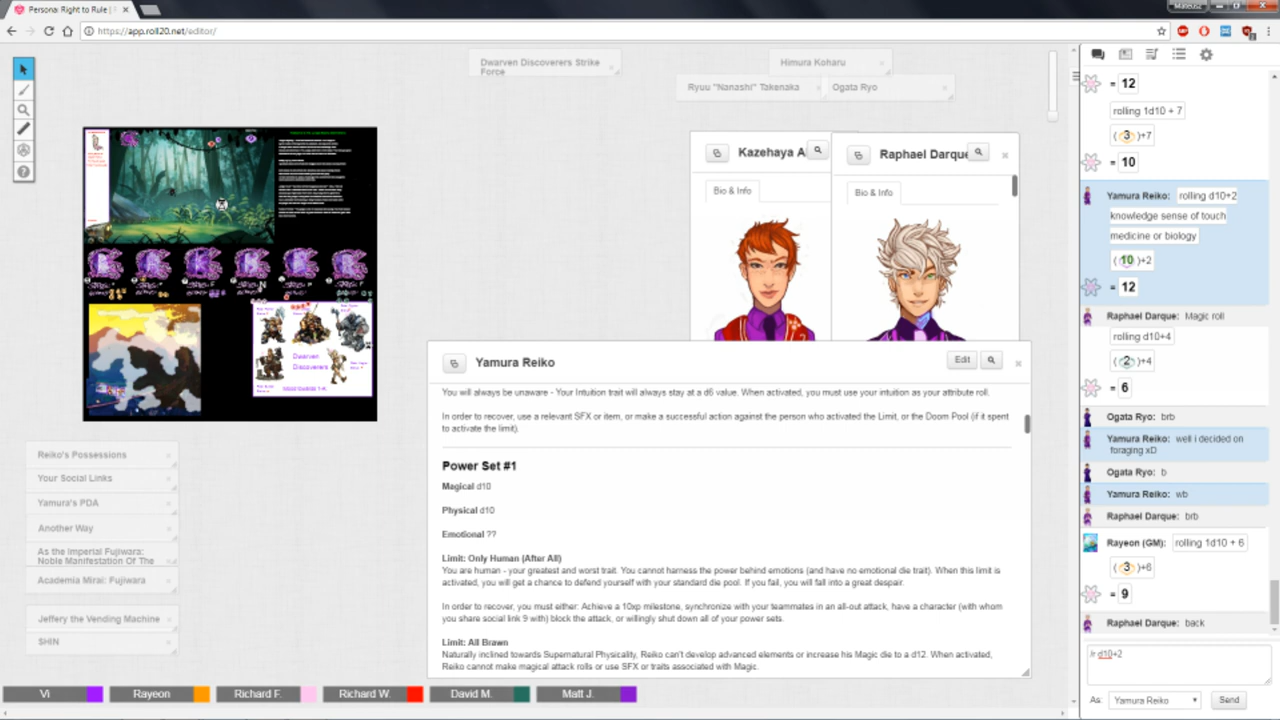 Personal Right to Rule |
Mateusz
https://app.roll20.net/editor/
Dwarven Discoverers Strike
Force
Himura Koharu
Ryuu "Nanashi" Takenaka
Ogata Ryo
Kazehaya A
Bio & Info
Raphael Darque
Bio & Info
Dwarven
Discoverers
Yamura Reiko
Edit
You will always be unaware - Your Intuition trait will always stay at a d6 value. When activated, you must use your intuition as your attribute roll.
In order to recover, use a relevant SFX or item, or make a successful action against the person who activated the Limit, or the Doom Pool (if it spent
to activate the limit).
Power Set #1
Magical d10
Physical d10
Emotional ??
Limit: Only Human (After All)
You are human - your greatest and worst trait. You cannot harness the power behind emotions (and have no emotional die trait). When this limit is
activated, you will get a chance to defend yourself with your standard die pool. If you fail, you will fall into a great despair.
In order to recover, you must either: Achieve a 10xp milestone, synchronize with your teammates in an all-out attack, have a character (with whom
you share social link 9 with) block the attack, or willingly shut down all of your power sets.
Limit: All Brawn
Naturally inclined towards Supernatural Physicality, Reiko can't develop advanced elements or increase his Magic die to a d12. When activated,
Reiko cannot make magical attack rolls or use SFX or traits associated with Magic.
Reiko's Possessions
Your Social Links
Yamura's PDA
Another Way
As the Imperial Fujiwara:
Noble Manifestation Of The
Academia Mirai: Fujiwara
Jeffery the Vending Machine
SHIN
Vi
Rayeon
Richard F.
Richard W.
David M.
Matt J.
= 12
rolling 1d10 + 7
(3)+7
= 10
Yamura Reiko: rolling d10+2
knowledge sense of touch
medicine or biology
(10)+2
= 12
Raphael Darque: Magic roll
rolling d10+4
(2)+4
= 6
Ogata Ryo: brb
Yamura Reiko: well i decided on
foraging xD
Ogata Ryo: b
Yamura Reiko: wb
Raphael Darque: brb
Rayeon (GM): rolling 1d10 + 6
(3)+6
= 9
Raphael Darque: back
/r d10+2
As: Yamura Reiko
Send